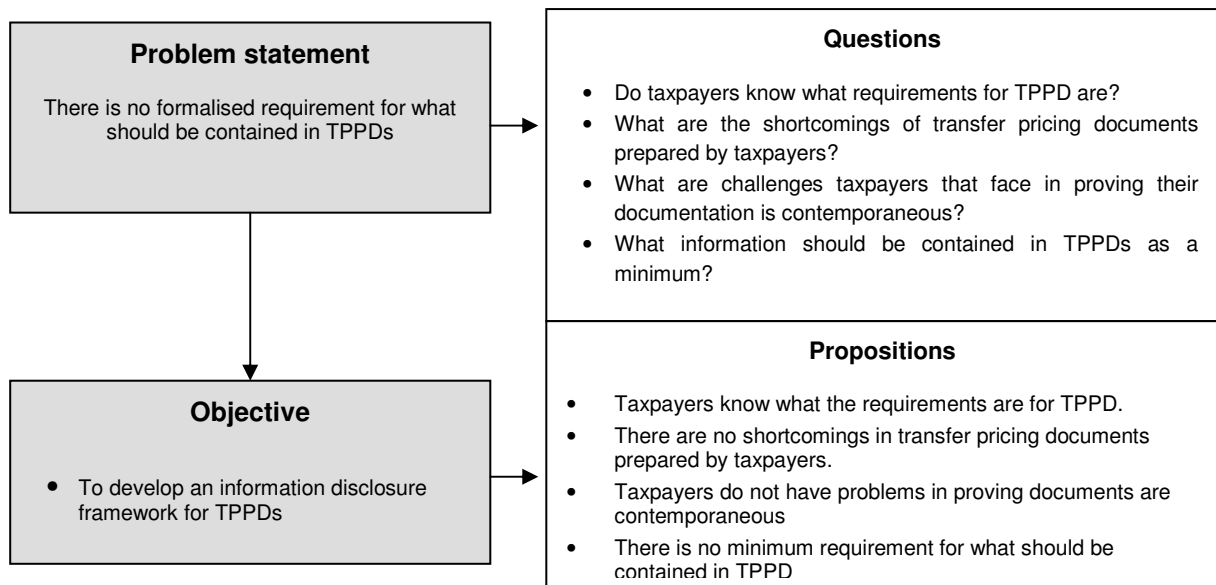 Problem statement
There is no formalised requirement for what
should be contained in TPPDs
Questions
• Do taxpayers know what requirements for TPPD are?
• What are the shortcomings of transfer pricing documents
prepared by taxpayers?
• What are challenges taxpayers that face in proving their
documentation is contemporaneous?
• What information should be contained in TPPDs as a
minimum?
Objective
• To develop an information disclosure
framework for TPPDs
Propositions
• Taxpayers know what the requirements are for TPPD.
• There are no shortcomings in transfer pricing documents
prepared by taxpayers.
• Taxpayers do not have problems in proving documents are
contemporaneous
• There is no minimum requirement for what should be
contained in TPPD